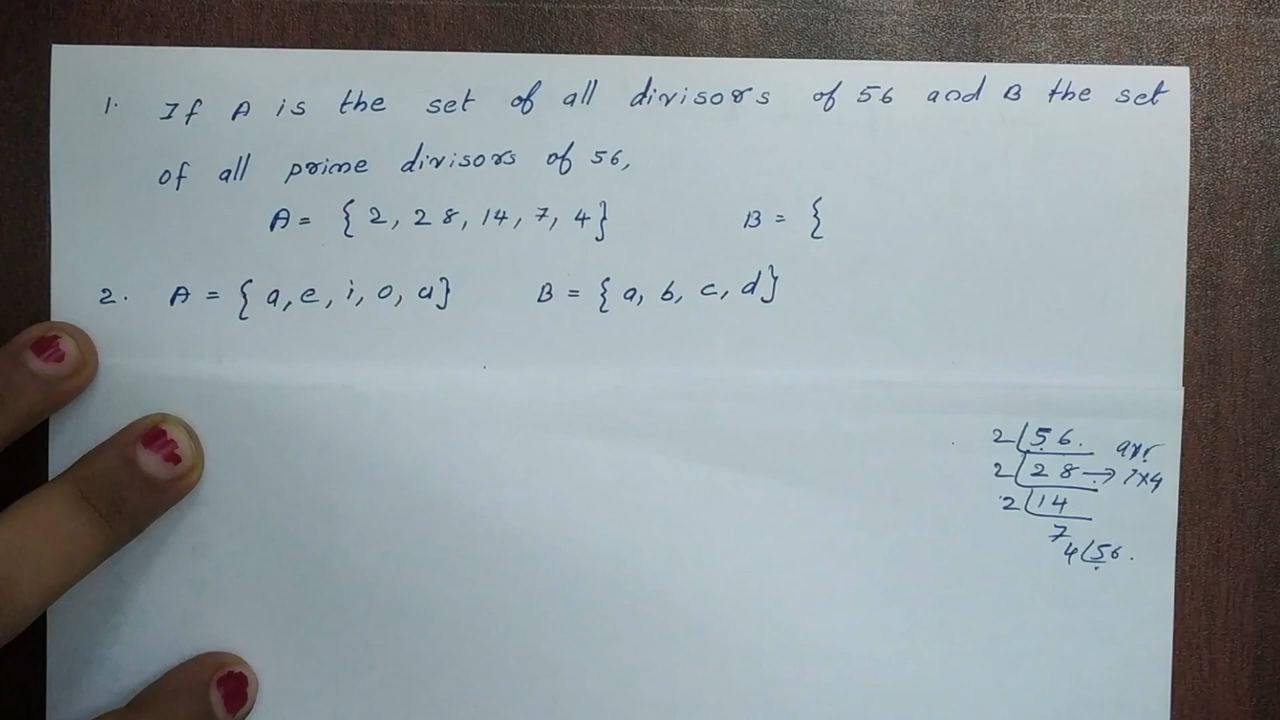 1. If A is the set of all divisors of 56 and B the set
of all prime divisors of 56,
A = { 2, 28, 14, 7, 4} B = {
2. A = { a, e, i, o, u} B = { a, b, c, d}
2 56.
2 28 → 7x4
2 14
7
4 56.